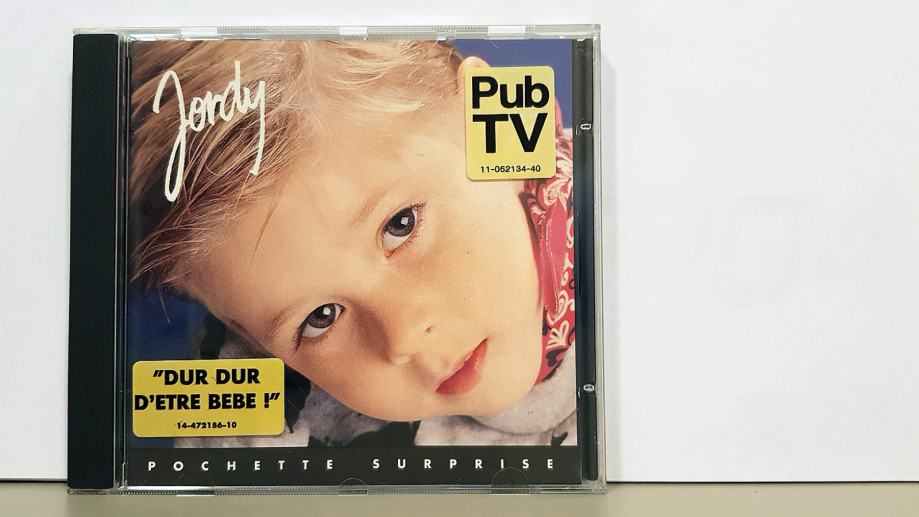 Jordy
Pub
TV
11-052134-40
"DUR DUR
D'ETRE BEBE !"
14-472186-10
POCHETTE SURPRISE